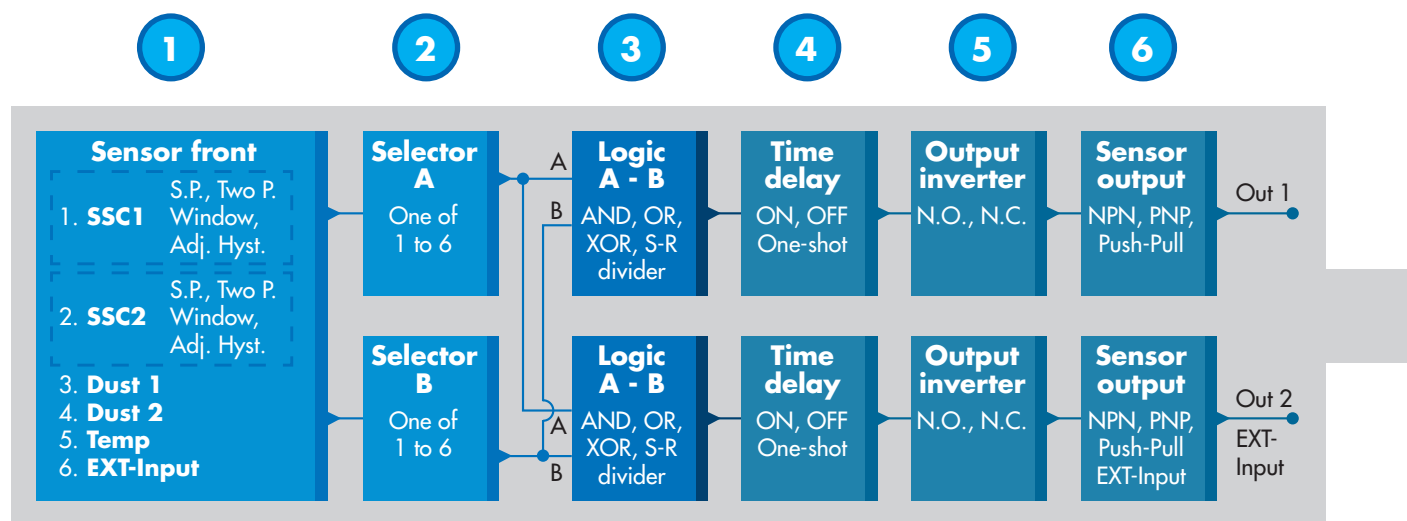 1
2
3
4
5
6
Sensor front
1. SSC1
S.P., Two P.
Window,
Adj. Hyst.
2. SSC2
S.P., Two P.
Window,
Adj. Hyst.
3. Dust 1
4. Dust 2
5. Temp
6. EXT-Input
Selector
A
One of
1 to 6
A
B
Logic
A - B
AND, OR,
XOR, S-R
divider
Time
delay
ON, OFF
One-shot
Output
inverter
N.O., N.C.
Sensor
output
NPN, PNP,
Push-Pull
Out 1
Selector
B
One of
1 to 6
A
B
Logic
A - B
AND, OR,
XOR, S-R
divider
Time
delay
ON, OFF
One-shot
Output
inverter
N.O., N.C.
Sensor
output
NPN, PNP,
Push-Pull
EXT-Input
Out 2
EXT-
Input